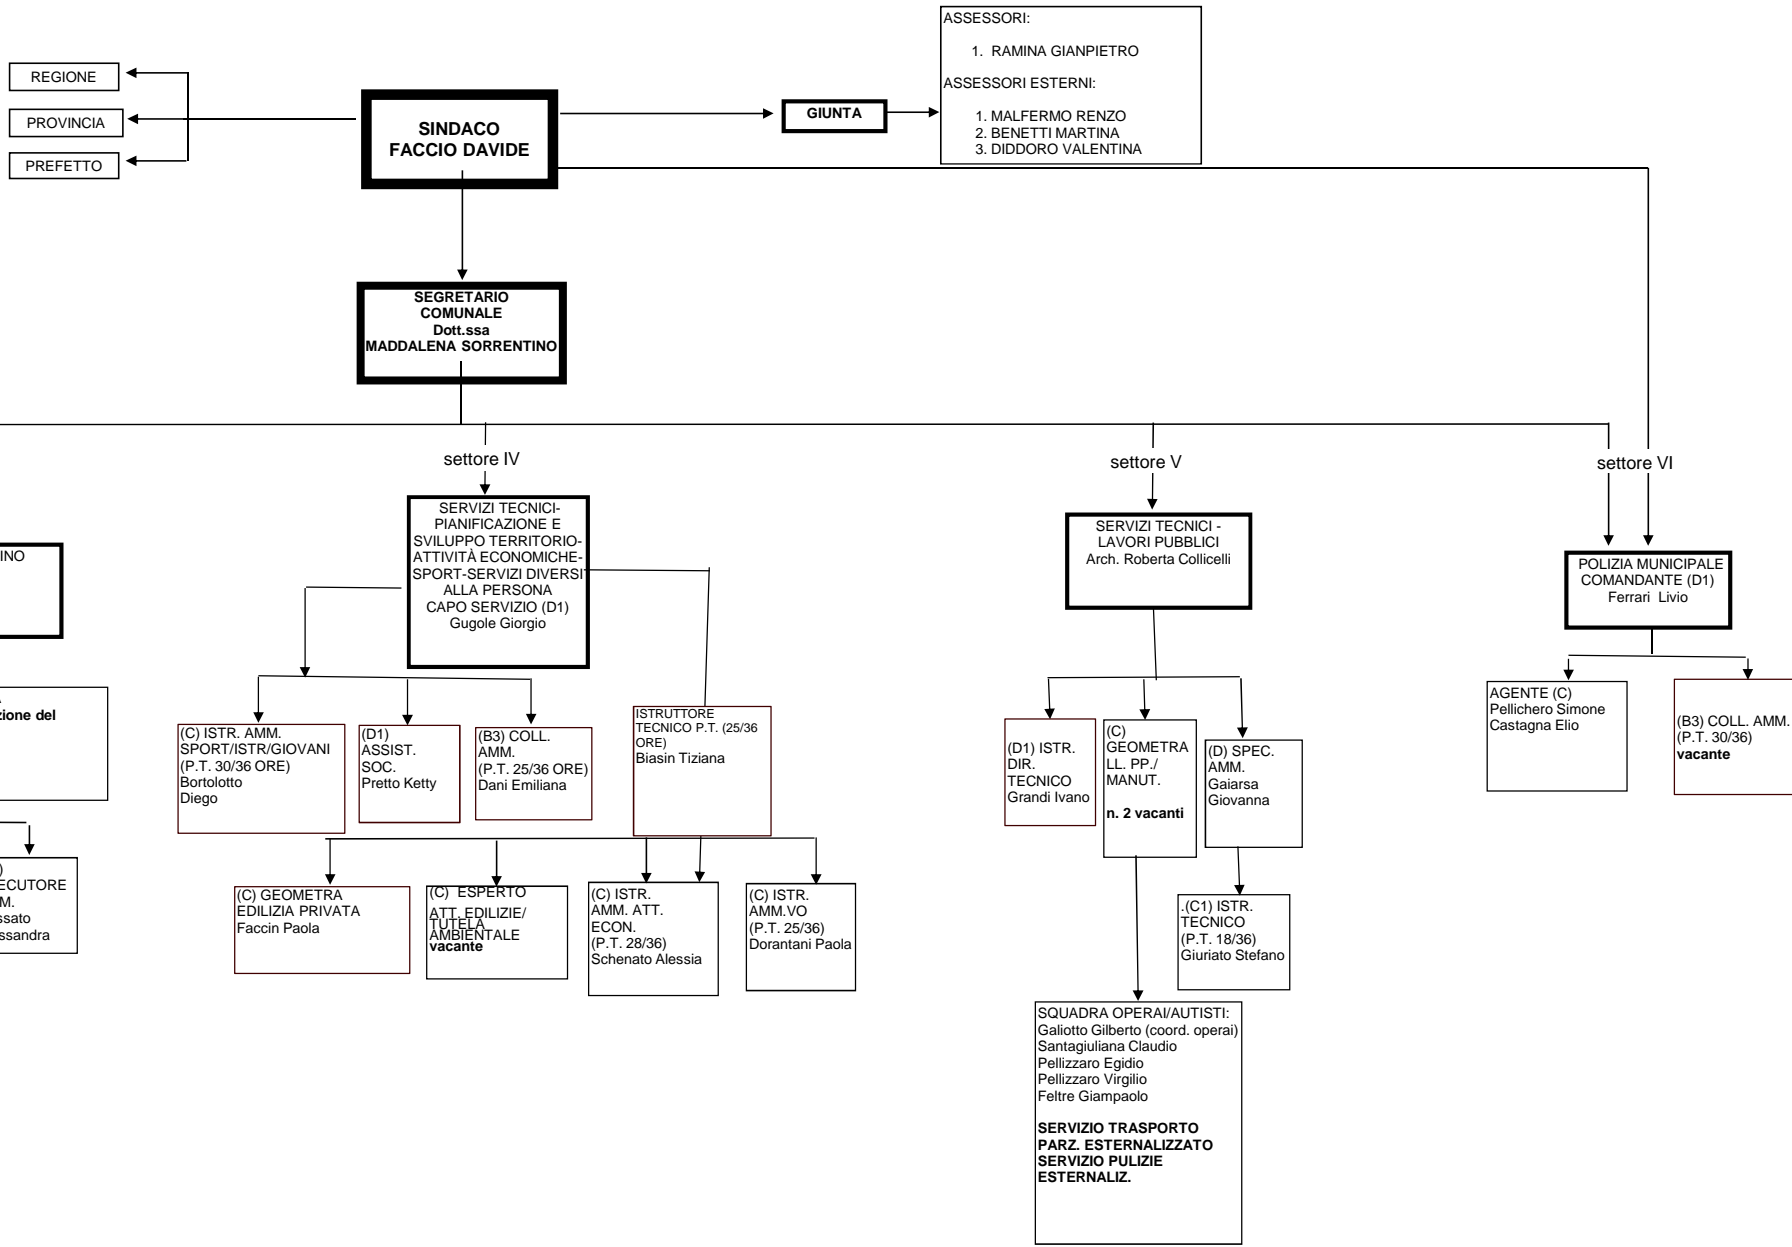 ASSESSORI:
1. RAMINA GIANPIETRO
ASSESSORI ESTERNI:
1. MALFERMO RENZO
2. BENETTI MARTINA
3. DIDDORO VALENTINA
REGIONE
PROVINCIA
PREFETTO
SINDACO
FACCIO DAVIDE
GIUNTA
SEGRETARIO
COMUNALE
Dott.ssa
MADDALENA SORRENTINO
settore IV
settore V
settore VI
SERVIZI TECNICI-
PIANIFICAZIONE E
SVILUPPO TERRITORIO-
ATTIVITÀ ECONOMICHE-
SPORT-SERVIZI DIVERSI
ALLA PERSONA
CAPO SERVIZIO (D1)
Gugole Giorgio
SERVIZI TECNICI -
LAVORI PUBBLICI
Arch. Roberta Collicelli
POLIZIA MUNICIPALE
COMANDANTE (D1)
Ferrari Livio
INO
zione del
(C) ISTR. AMM.
SPORT/ISTR/GIOVANI
(P.T. 30/36 ORE)
Bortolotto
Diego
(D1)
ASSIST.
SOC.
Pretto Ketty
(B3) COLL.
AMM.
(P.T. 25/36 ORE)
Dani Emiliana
ISTRUTTORE
TECNICO P.T. (25/36
ORE)
Biasin Tiziana
(D1) ISTR.
DIR.
TECNICO
Grandi Ivano
(C)
GEOMETRA
LL. PP./
MANUT.
n. 2 vacanti
(D) SPEC.
AMM.
Gaiarsa
Giovanna
AGENTE (C)
Pellichero Simone
Castagna Elio
(B3) COLL. AMM.
(P.T. 30/36)
vacante
)
ECUTORE
M.
ssato
ssandra
(C) GEOMETRA
EDILIZIA PRIVATA
Faccin Paola
(C) ESPERTO
ATT. EDILIZIE/
TUTELA
AMBIENTALE
vacante
(C) ISTR.
AMM. ATT.
ECON.
(P.T. 28/36)
Schenato Alessia
(C) ISTR.
AMM.VO
(P.T. 25/36)
Dorantani Paola
.(C1) ISTR.
TECNICO
(P.T. 18/36)
Giuriato Stefano
SQUADRA OPERAI/AUTISTI:
Galiotto Gilberto (coord. operai)
Santagiuliana Claudio
Pellizzaro Egidio
Pellizzaro Virgilio
Feltre Giampaolo
SERVIZIO TRASPORTO
PARZ. ESTERNALIZZATO
SERVIZIO PULIZIE
ESTERNALIZ.